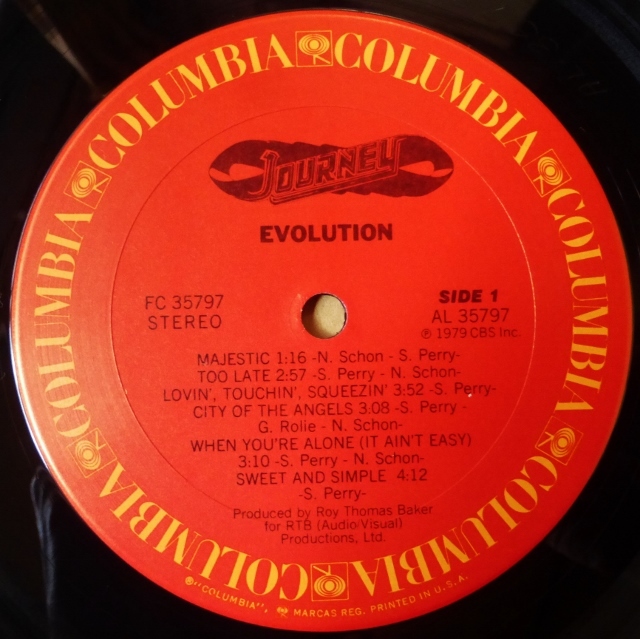 COLUMBIA COLUMBIA COLUMBIA COLUMBIA COLUMBIA COLUMBIA COLUMBIA
JOURNEY
EVOLUTION
FC 35797
STEREO
SIDE 1
AL 35797
℗ 1979 CBS Inc.
MAJESTIC 1:16 -N. Schon - S. Perry-
TOO LATE 2:57 -S. Perry - N. Schon-
LOVIN', TOUCHIN', SQUEEZIN' 3:52 -S. Perry-
CITY OF THE ANGELS 3:08 -S. Perry -
G. Rolie - N. Schon-
WHEN YOU'RE ALONE (IT AIN'T EASY)
3:10 -S. Perry - N. Schon-
SWEET AND SIMPLE 4:12
-S. Perry-
Produced by Roy Thomas Baker
for RTB (Audio/Visual)
Productions, Ltd.
®"COLUMBIA", MARCAS REG. PRINTED IN U.S.A.